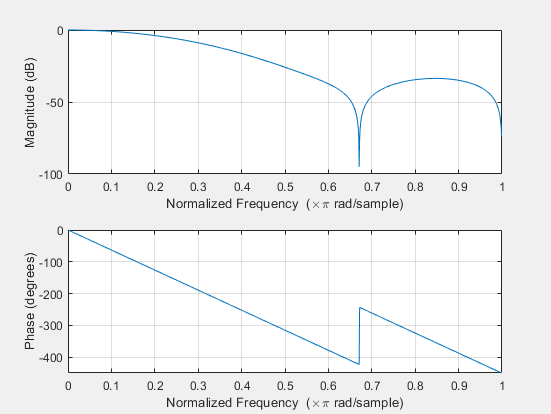 0
-50
-100
Magnitude (dB)
0 0.1 0.2 0.3 0.4 0.5 0.6 0.7 0.8 0.9 1
Normalized Frequency (×π rad/sample)
0
-100
-200
-300
-400
Phase (degrees)
0 0.1 0.2 0.3 0.4 0.5 0.6 0.7 0.8 0.9 1
Normalized Frequency (×π rad/sample)